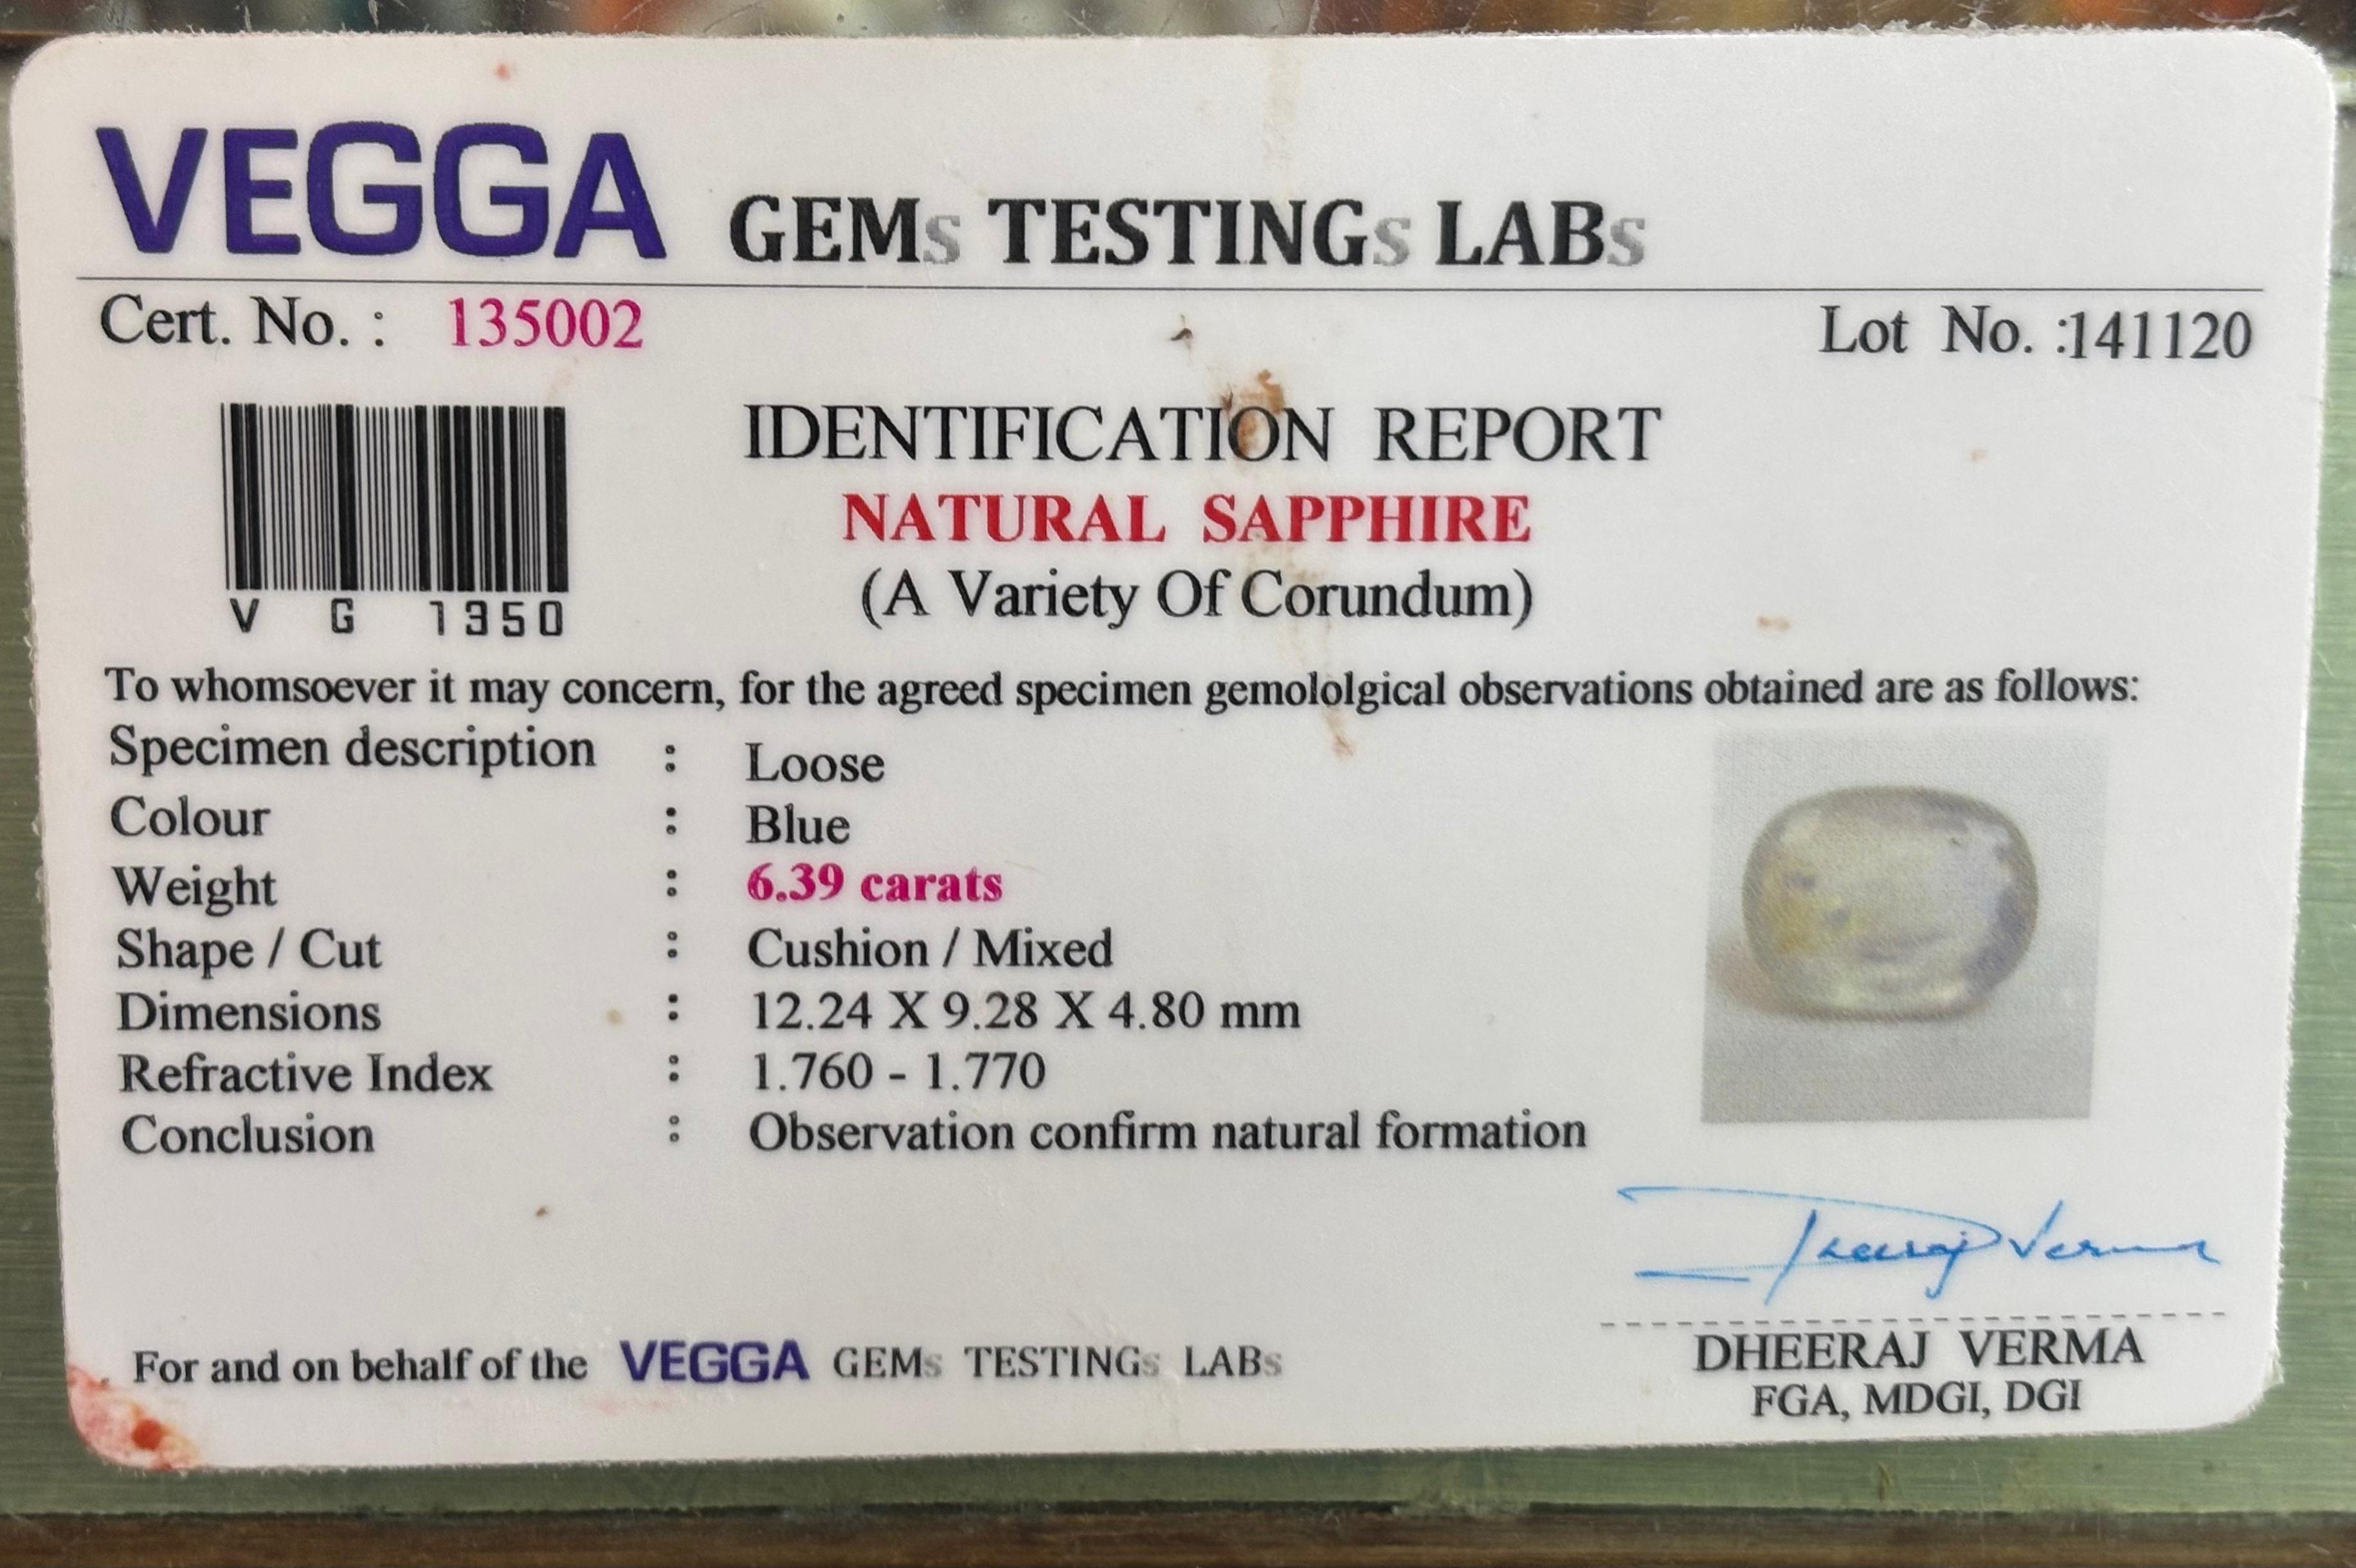 VEGGA GEMs TESTINGs LABs
Cert. No. : 135002 Lot No. :141120
V G 1350
IDENTIFICATION REPORT
NATURAL SAPPHIRE
(A Variety Of Corundum)
To whomsoever it may concern, for the agreed specimen gemololgical observations obtained are as follows:
Specimen description : Loose
Colour : Blue
Weight : 6.39 carats
Shape / Cut : Cushion / Mixed
Dimensions : 12.24 X 9.28 X 4.80 mm
Refractive Index : 1.760 - 1.770
Conclusion : Observation confirm natural formation
Dheeraj Verma
For and on behalf of the VEGGA GEMs TESTINGs LABs
DHEERAJ VERMA
FGA, MDGI, DGI